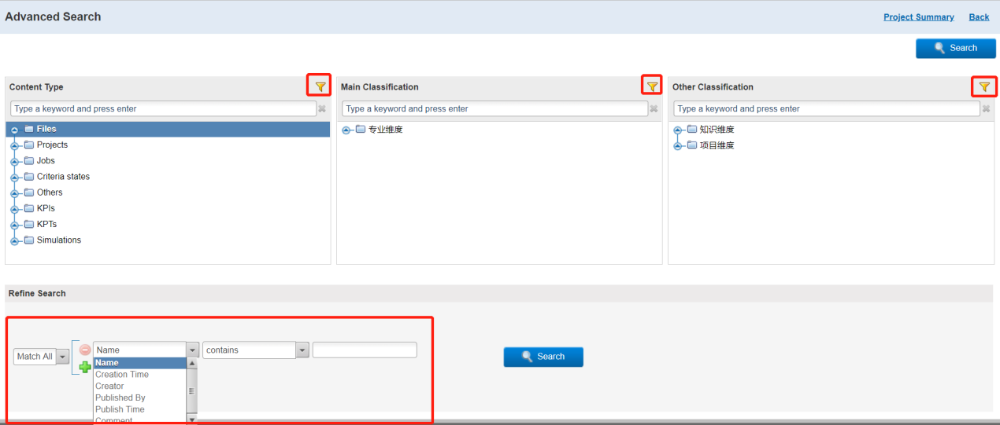 Advanced Search
Project Summary Back
Search
Content Type
Type a keyword and press enter
Files
Projects
Jobs
Criteria states
Others
KPIs
KPTs
Simulations
Main Classification
Type a keyword and press enter
专业维度
Other Classification
Type a keyword and press enter
知识维度
项目维度
Refine Search
Match All
Name contains
Name
Creation Time
Creator
Published By
Publish Time
Comment
Search